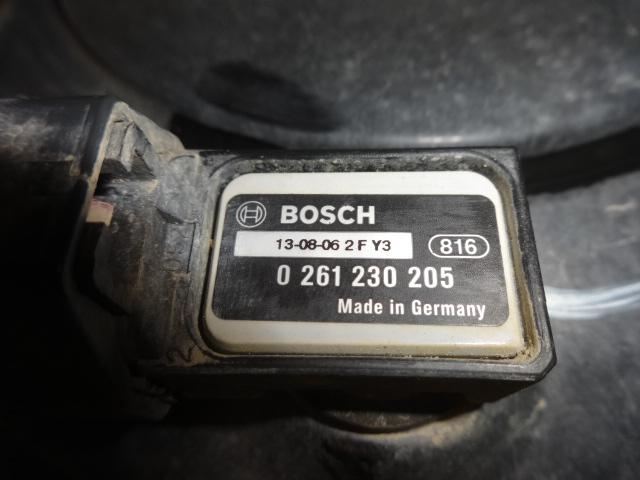 BOSCH
13-08-06 2 F Y3
816
0 261 230 205
Made in Germany